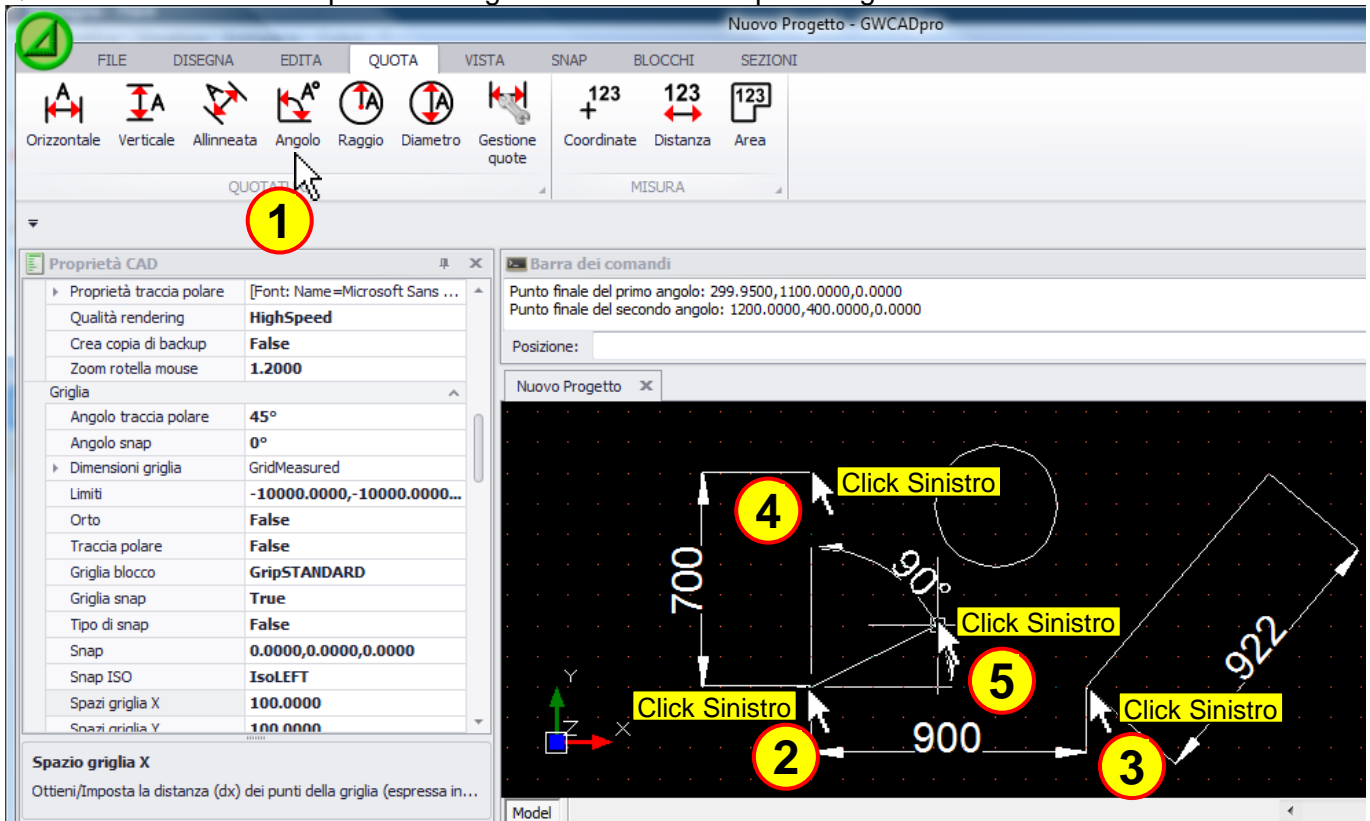 Nuovo Progetto - GWCADpro
FILE DISEGNA EDITA QUOTA VISTA SNAP BLOCCHI SEZIONI
A A A A° A A 123 123 123
Orizzontale Verticale Allineata Angolo Raggio Diametro Gestione quote Coordinate Distanza Area
MISURA
1
Proprietà CAD
Proprietà traccia polare [Font: Name=Microsoft Sans ...
Qualità rendering HighSpeed
Crea copia di backup False
Zoom rotella mouse 1.2000
Griglia
Angolo traccia polare 45°
Angolo snap 0°
Dimensioni griglia GridMeasured
Limiti -10000.0000,-10000.0000...
Orto False
Traccia polare False
Griglia blocco GripSTANDARD
Griglia snap True
Tipo di snap False
Snap 0.0000,0.0000,0.0000
Snap ISO IsoLEFT
Spazi griglia X 100.0000
Spazi griglia Y 100.0000
Spazio griglia X
Ottieni/Imposta la distanza (dx) dei punti della griglia (espressa in...
Barra dei comandi
Punto finale del primo angolo: 299.9500,1100.0000,0.0000
Punto finale del secondo angolo: 1200.0000,400.0000,0.0000
Posizione:
Nuovo Progetto
Click Sinistro
4
700
90°
Click Sinistro
5
922
Y
Z
X
Click Sinistro
2
900
Click Sinistro
3
Model